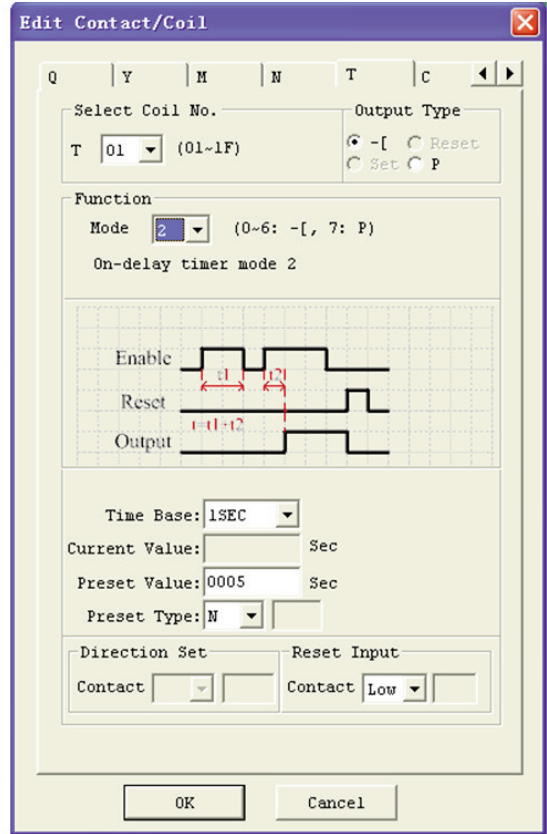 Edit Contact/Coil
Q Y M N T C
Select Coil No.
T 01 (01~1F)
Output Type
-[ Reset
Set P
Function
Mode 2 (0~6: -[, 7: P)
On-delay timer mode 2
Enable
t1 t2
Reset
t=t1+t2
Output
Time Base: 1SEC
Current Value: Sec
Preset Value: 0005 Sec
Preset Type: N
Direction Set
Contact
Reset Input
Contact Low
OK Cancel